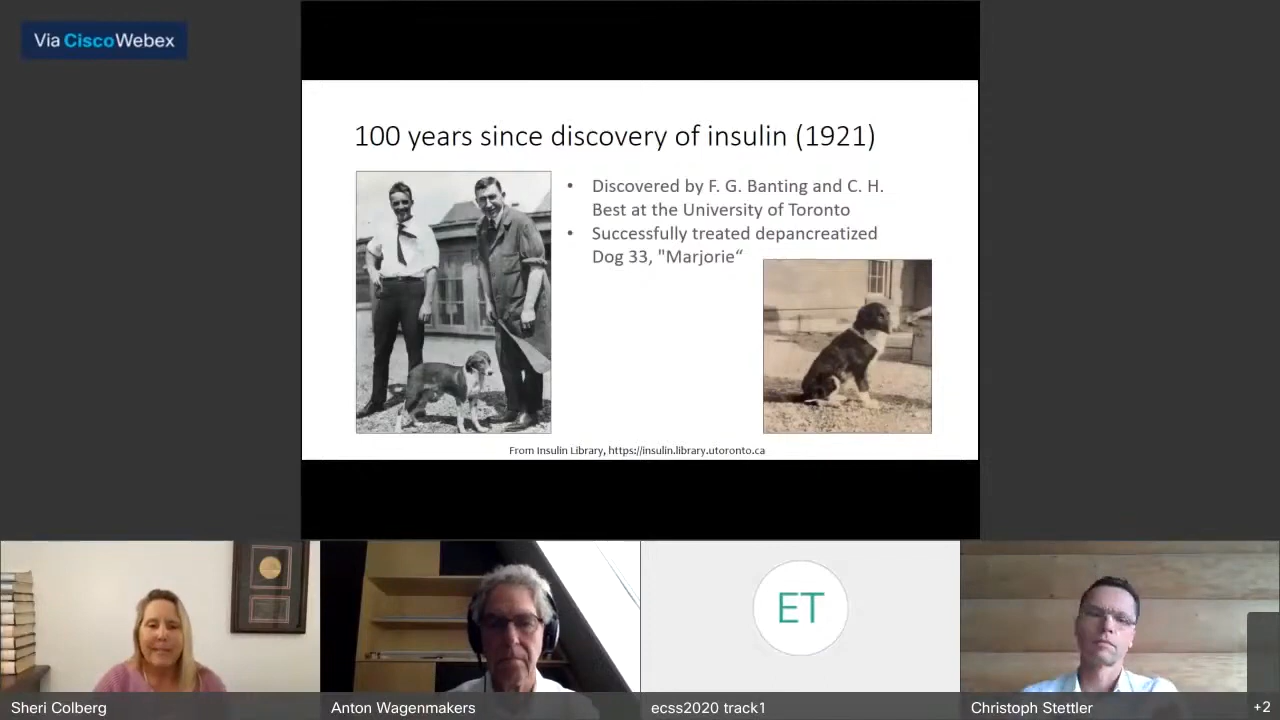 Via Cisco Webex
100 years since discovery of insulin (1921)
• Discovered by F. G. Banting and C. H.
Best at the University of Toronto
• Successfully treated depancreatized
Dog 33, "Marjorie“
From Insulin Library, https://insulin.library.utoronto.ca
ET
Sheri Colberg
Anton Wagenmakers
ecss2020 track1
Christoph Stettler
+2